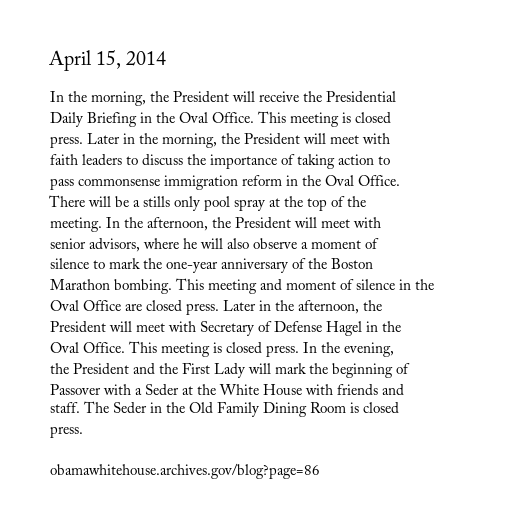 April 15, 2014
In the morning, the President will receive the Presidential
Daily Briefing in the Oval Office. This meeting is closed
press. Later in the morning, the President will meet with
faith leaders to discuss the importance of taking action to
pass commonsense immigration reform in the Oval Office.
There will be a stills only pool spray at the top of the
meeting. In the afternoon, the President will meet with
senior advisors, where he will also observe a moment of
silence to mark the one-year anniversary of the Boston
Marathon bombing. This meeting and moment of silence in the
Oval Office are closed press. Later in the afternoon, the
President will meet with Secretary of Defense Hagel in the
Oval Office. This meeting is closed press. In the evening,
the President and the First Lady will mark the beginning of
Passover with a Seder at the White House with friends and
staff. The Seder in the Old Family Dining Room is closed
press.
obamawhitehouse.archives.gov/blog?page=86